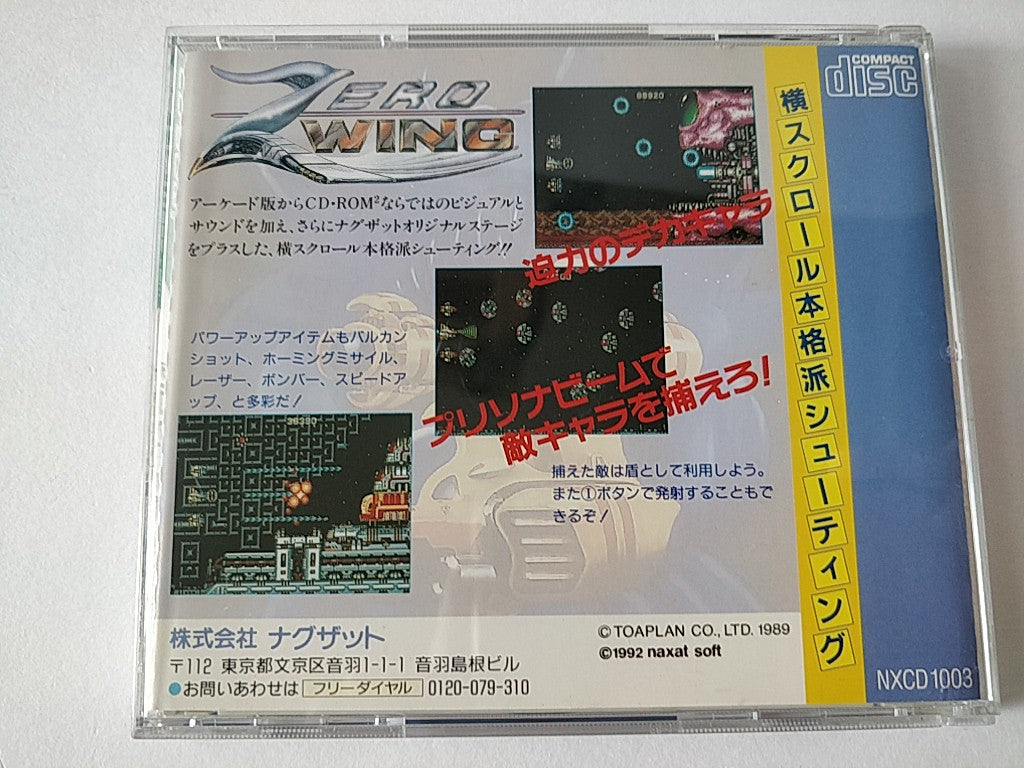 ZERO
WING
COMPACT
disc
アーケード版からCD・ROM²ならではのビジュアルと
サウンドを加え、さらにナグザットオリジナルステージ
をプラスした、横スクロール本格派シューティング!!
98920
迫力のデカキャラ
パワーアップアイテムもバルカン
ショット、ホーミングミサイル、
レーザー、ボンバー、スピードア
ップ、と多彩だ!
プリソナビームで
敵キャラを捕えろ!
捕えた敵は盾として利用しよう。
また①ボタンで発射することもで
きるぞ!
横スクロール本格派シューティング
株式会社 ナグザット
〒112 東京都文京区音羽1-1-1 音羽島根ビル
●お問いあわせは フリーダイヤル 0120-079-310
©TOAPLAN CO., LTD. 1989
©1992 naxat soft
NXCD1003